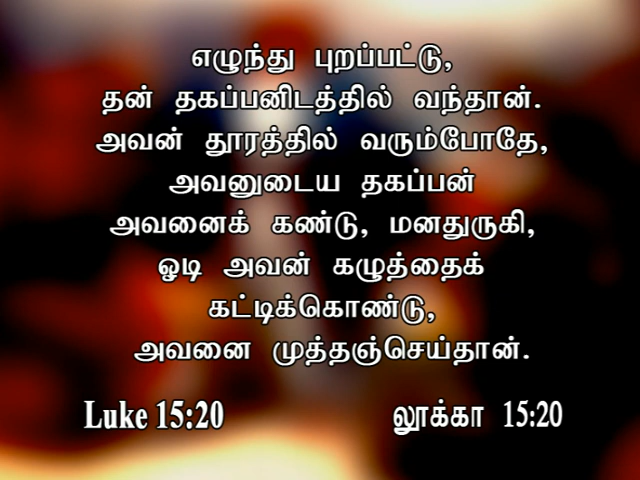 எழுந்து புறப்பட்டு,
தன் தகப்பனிடத்தில் வந்தான்.
அவன் தூரத்தில் வரும்போதே,
அவனுடைய தகப்பன்
அவனைக் கண்டு, மனதுருகி,
ஓடி அவன் கழுத்தைக்
கட்டிக்கொண்டு,
அவனை முத்தஞ்செய்தான்.
Luke 15:20 லூக்கா 15:20